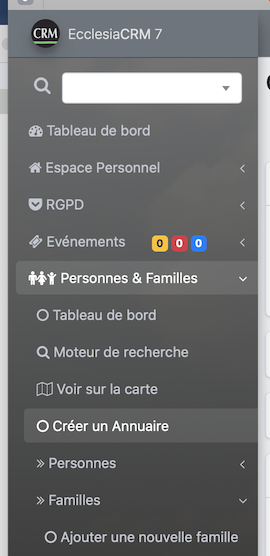 CRM EcclesiaCRM 7
Tableau de bord
Espace Personnel
RGPD
Evénements 0 0 0
Personnes & Familles
Tableau de bord
Moteur de recherche
Voir sur la carte
Créer un Annuaire
Personnes
Familles
Ajouter une nouvelle famille